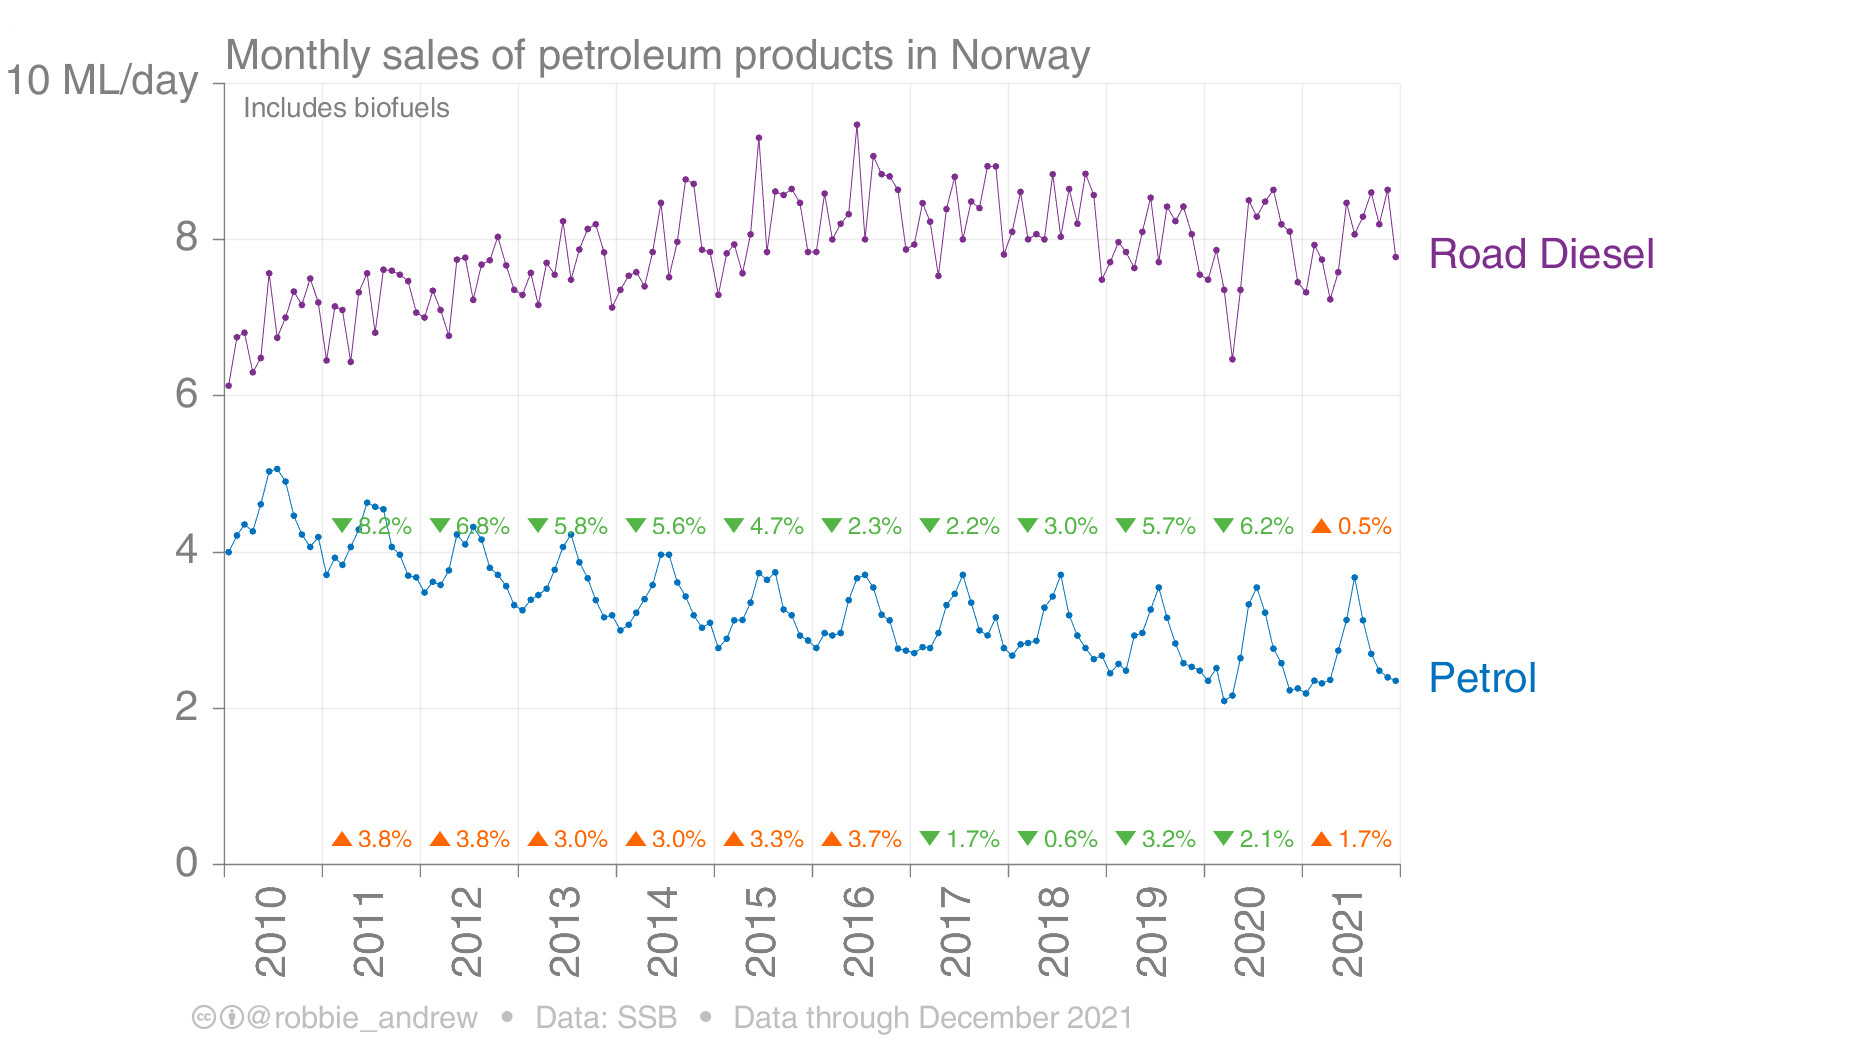 Monthly sales of petroleum products in Norway
10 ML/day
Includes biofuels
8
Road Diesel
6
▼ 8.2% ▼ 6.8% ▼ 5.8% ▼ 5.6% ▼ 4.7% ▼ 2.3% ▼ 2.2% ▼ 3.0% ▼ 5.7% ▼ 6.2% ▲ 0.5%
4
Petrol
2
▲ 3.8% ▲ 3.8% ▲ 3.0% ▲ 3.0% ▲ 3.3% ▲ 3.7% ▼ 1.7% ▼ 0.6% ▼ 3.2% ▼ 2.1% ▲ 1.7%
0
2010 2011 2012 2013 2014 2015 2016 2017 2018 2019 2020 2021
@robbie_andrew • Data: SSB • Data through December 2021